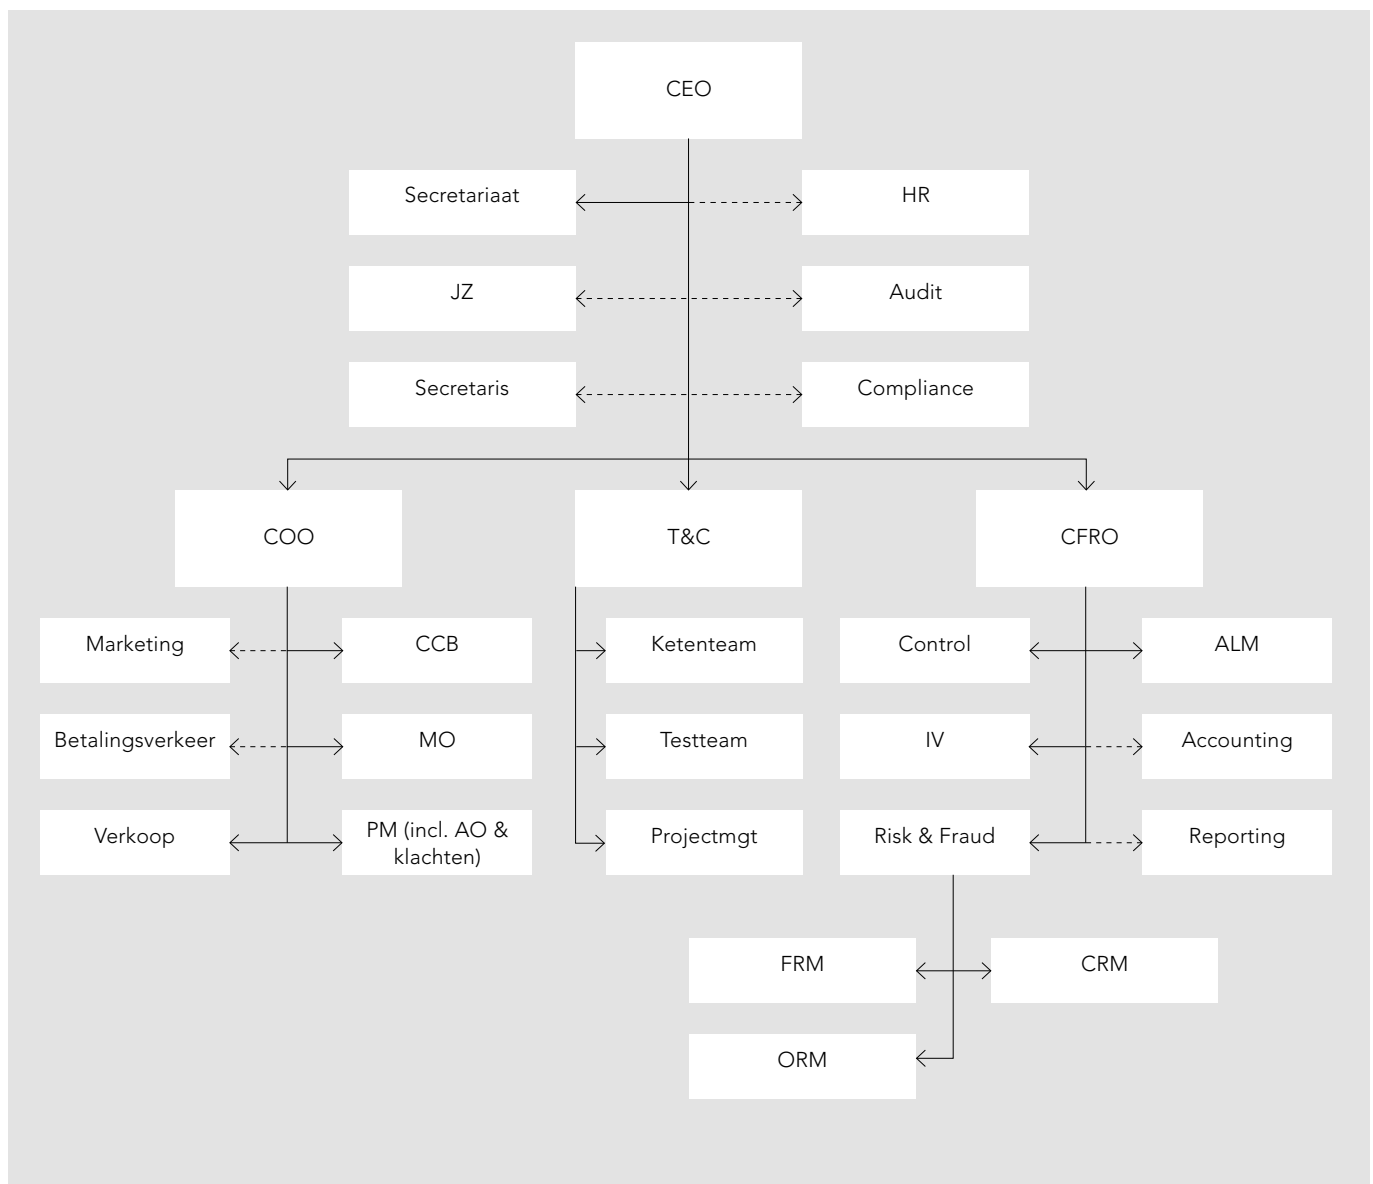 CEO
Secretariaat
HR
JZ
Audit
Secretaris
Compliance
COO
T&C
CFRO
Marketing
CCB
Ketenteam
Control
ALM
Betalingsverkeer
MO
Testteam
IV
Accounting
Verkoop
PM (incl. AO &
klachten)
Projectmgt
Risk & Fraud
Reporting
FRM
CRM
ORM